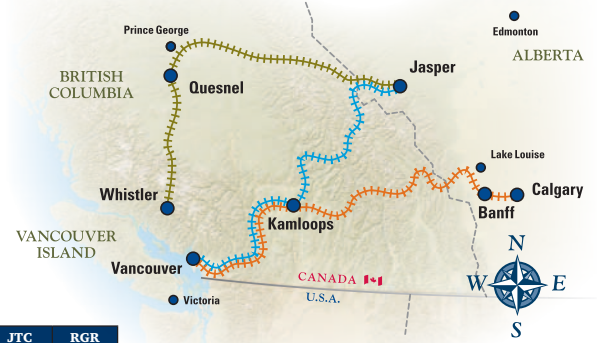 Prince George
Edmonton
ALBERTA
Jasper
BRITISH
COLUMBIA
Quesnel
Lake Louise
Whistler
Calgary
Banff
Kamloops
VANCOUVER
ISLAND
Vancouver
N
W E
S
CANADA
U.S.A.
Victoria
JTC RGR